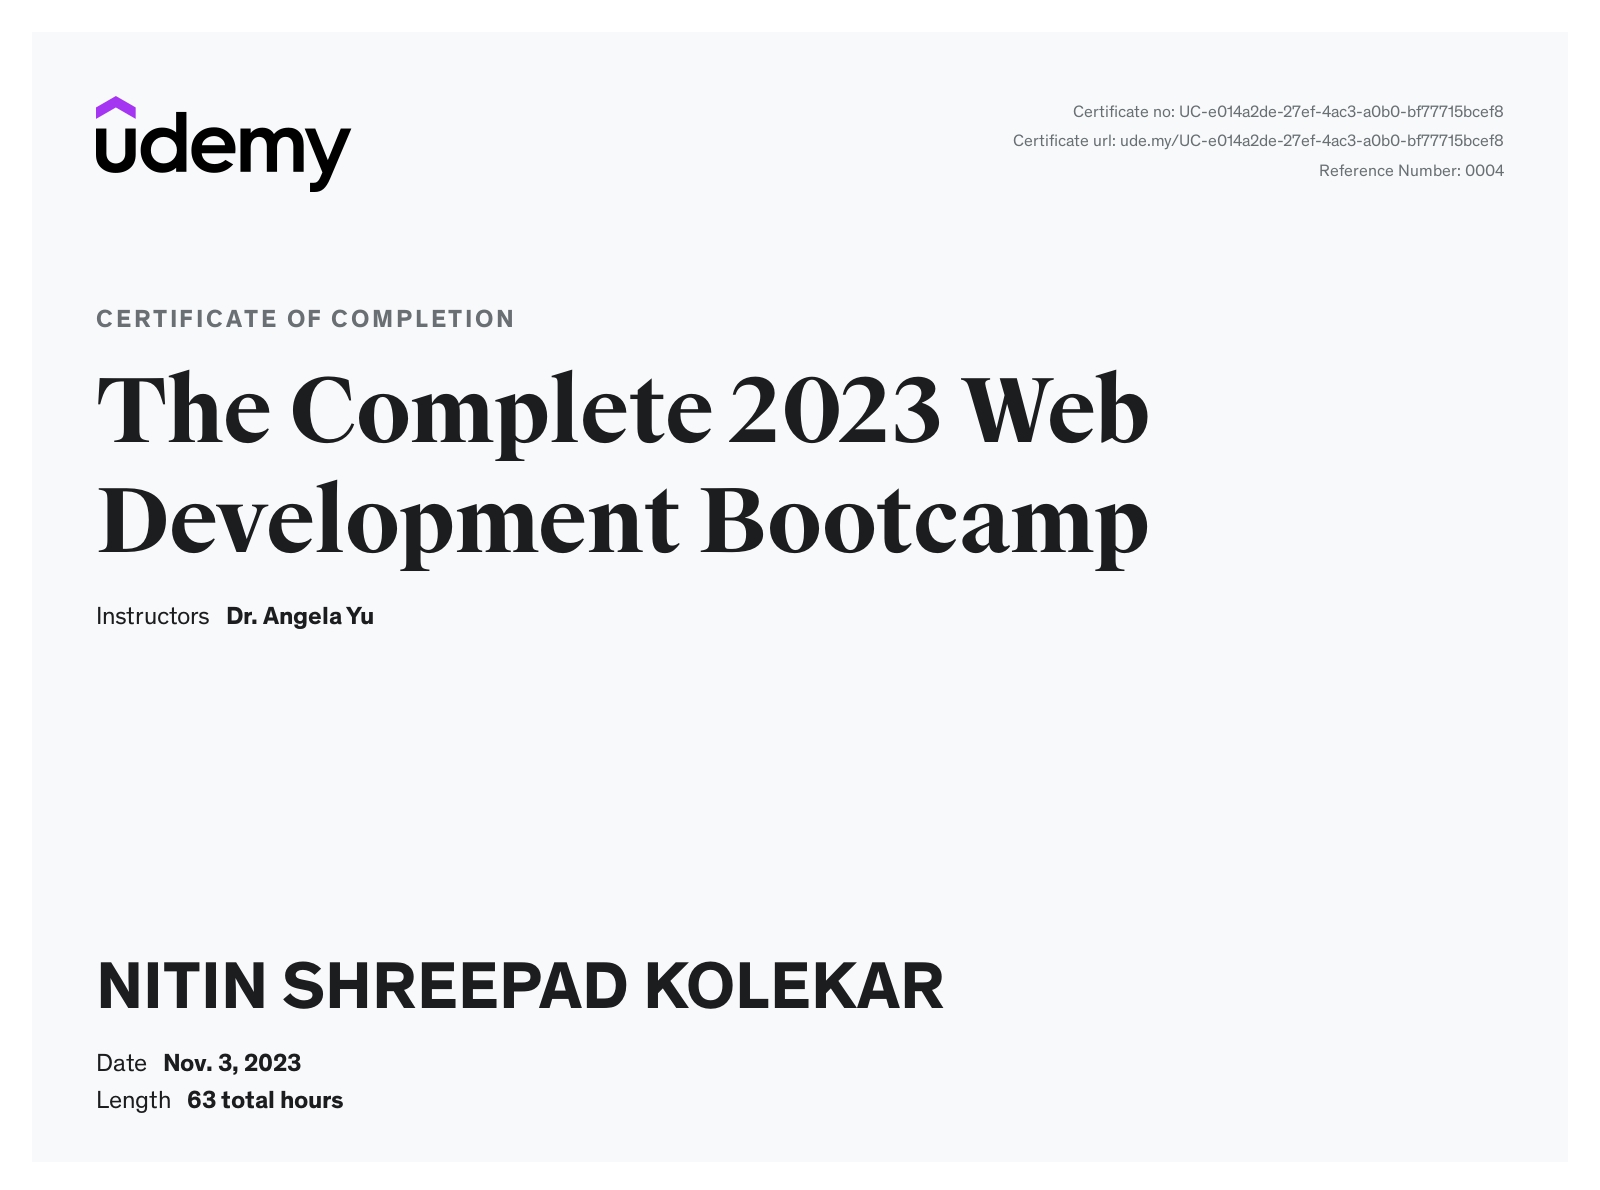 udemy
Certificate no: UC-e014a2de-27ef-4ac3-a0b0-bf77715bcef8
Certificate url: ude.my/UC-e014a2de-27ef-4ac3-a0b0-bf77715bcef8
Reference Number: 0004
CERTIFICATE OF COMPLETION
The Complete 2023 Web
Development Bootcamp
Instructors Dr. Angela Yu
NITIN SHREEPAD KOLEKAR
Date Nov. 3, 2023
Length 63 total hours